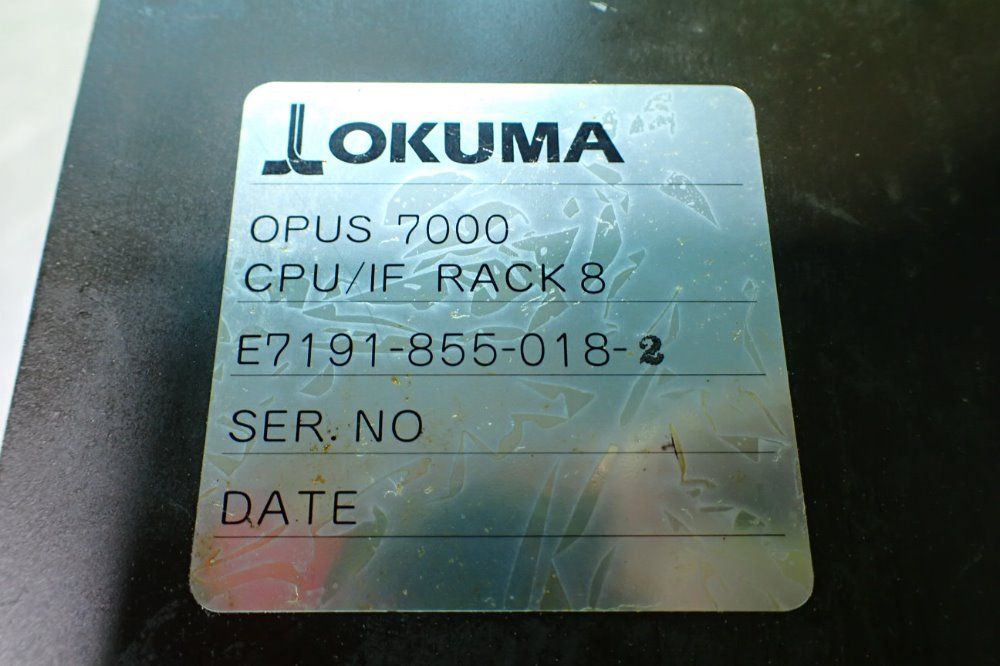 OKUMA
OPUS 7000
CPU/IF RACK 8
E7191-855-018-2
SER. NO
DATE